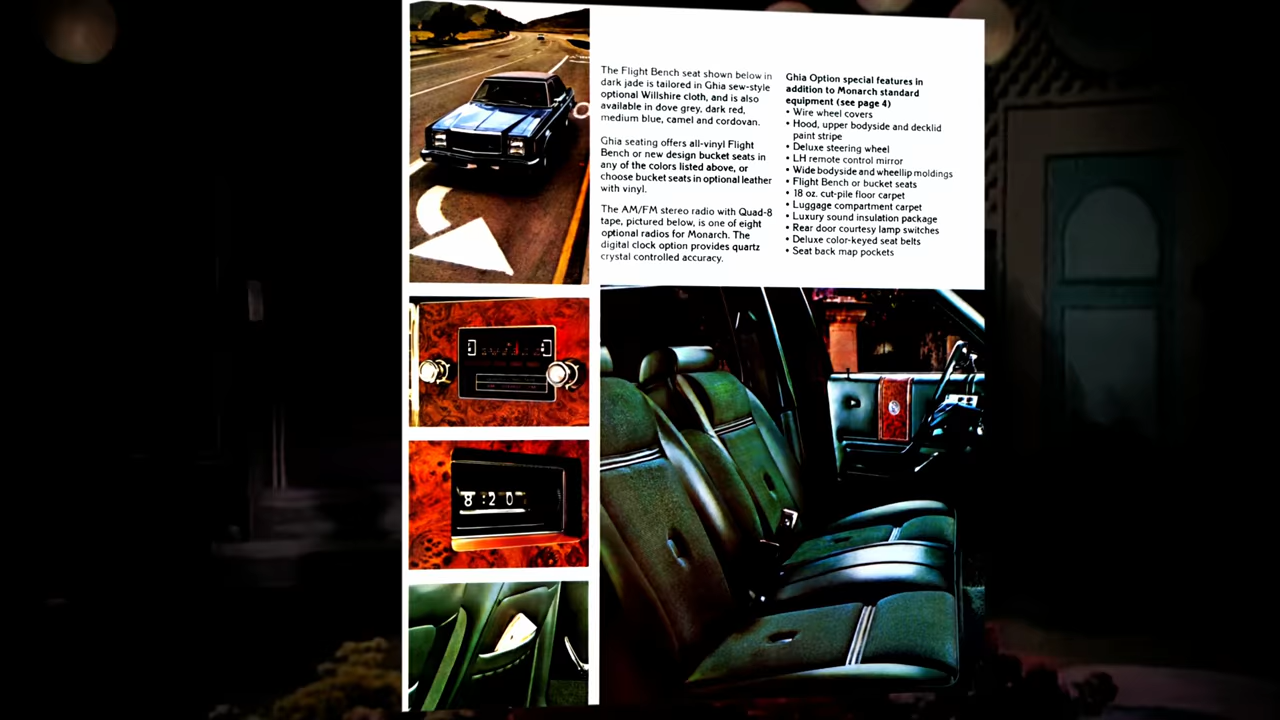 The Flight Bench seat shown below in
dark jade is tailored in Ghia sew-style
optional Willshire cloth, and is also
available in dove grey, dark red,
medium blue, camel and cordovan.
Ghia seating offers all-vinyl Flight
Bench or new design bucket seats in
any of the colors listed above, or
choose bucket seats in optional leather
with vinyl.
The AM/FM stereo radio with Quad-8
tape, pictured below, is one of eight
optional radios for Monarch. The
digital clock option provides quartz
crystal controlled accuracy.
Ghia Option special features in
addition to Monarch standard
equipment (see page 4)
• Wire wheel covers
• Hood, upper bodyside and decklid
paint stripe
• Deluxe steering wheel
• LH remote control mirror
• Wide bodyside and wheellip moldings
• Flight Bench or bucket seats
• 18 oz. cut-pile floor carpet
• Luggage compartment carpet
• Luxury sound insulation package
• Rear door courtesy lamp switches
• Deluxe color-keyed seat belts
• Seat back map pockets
8:20